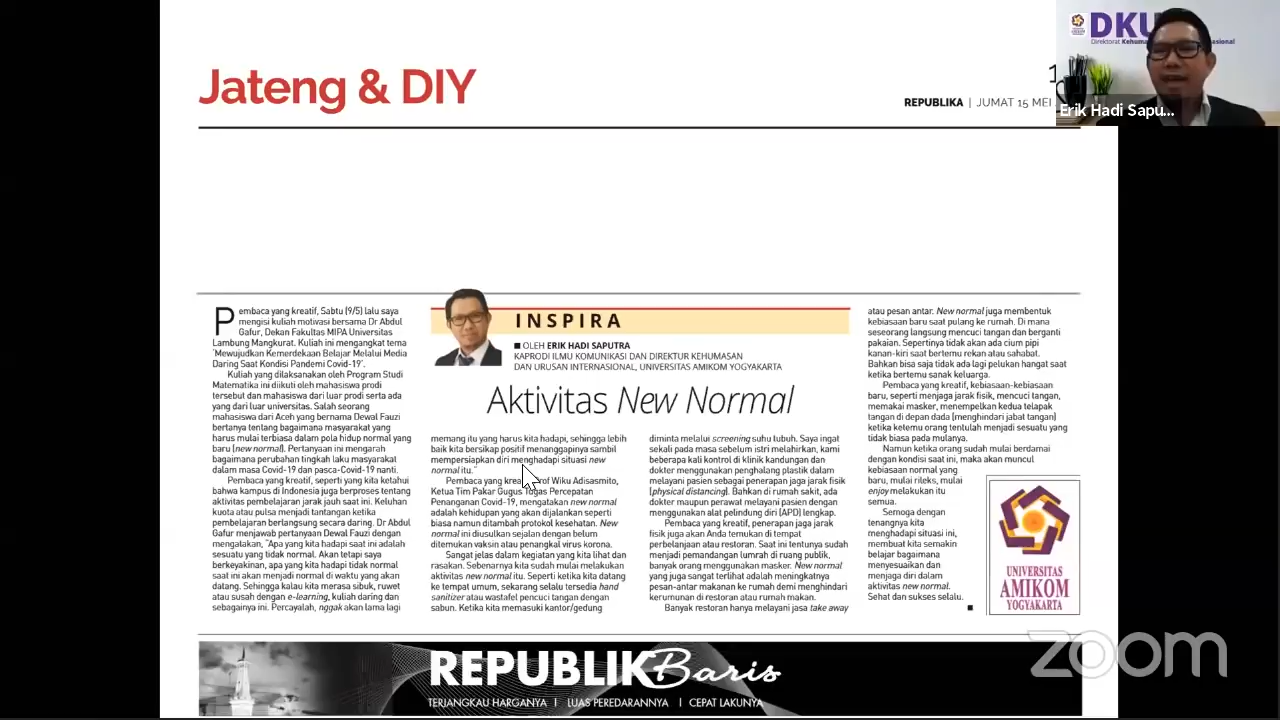 DKU
Direktorat
Jateng & DIY
REPUBLIKA | JUMAT 15 MEI
Erik Hadi Sapu...
Pembaca yang kreatif, Sabtu (9/5) lalu saya
mengisi kuliah motivasi bersama Dr Abdul
Gafur, Dekan Fakultas MIPA Universitas
Lambung Mangkurat. Kuliah ini mengangkat tema
'Mewujudkan Kemerdekaan Belajar Melalui Media
Daring Saat Kondisi Pandemi Covid-19'.
Kuliah yang dilaksanakan oleh Program Studi
Matematika ini diikuti oleh mahasiswa prodi
tersebut dan mahasiswa dari luar prodi serta ada
yang dari luar universitas. Salah seorang
mahasiswa dari Aceh yang bernama Dewal Fauzi
bertanya tentang bagaimana masyarakat yang
harus mulai terbiasa dalam pola hidup normal yang
baru (new normal). Pertanyaan ini mengarah
bagaimana perubahan tingkah laku masyarakat
dalam masa Covid-19 dan pasca-Covid-19 nanti.
Pembaca yang kreatif, seperti yang kita ketahui
bahwa kampus di Indonesia juga berproses tentang
aktivitas pembelajaran jarak jauh saat ini. Keluhan
kuota atau pulsa menjadi tantangan ketika
pembelajaran berlangsung secara daring. Dr Abdul
Gafur menjawab pertanyaan Dewal Fauzi dengan
mengatakan, "Apa yang kita hadapi saat ini adalah
sesuatu yang tidak normal. Akan tetapi saya
berkeyakinan, apa yang kita hadapi tidak normal
saat ini akan menjadi normal di waktu yang akan
datang. Sehingga kalau kita merasa sibuk, ruwet
atau susah dengan e-learning, kuliah daring dan
sebagainya ini. Percayalah, nggak akan lama lagi
INSPIRA
OLEH ERIK HADI SAPUTRA
KAPRODI ILMU KOMUNIKASI DAN DIREKTUR KEHUMASAN
DAN URUSAN INTERNASIONAL, UNIVERSITAS AMIKOM YOGYAKARTA
Aktivitas New Normal
memang itu yang harus kita hadapi, sehingga lebih
baik kita bersikap positif menanggapinya sambil
mempersiapkan diri menghadapi situasi new
normal itu."
Pembaca yang Prof Wiku Adisasmito,
Ketua Tim Pakar Gugus Tugas Percepatan
Penanganan Covid-19, mengatakan new normal
adalah kehidupan yang akan dijalankan seperti
biasa namun ditambah protokol kesehatan. New
normal ini diusulkan sejalan dengan belum
ditemukan vaksin atau penangkal virus korona.
Sangat jelas dalam kegiatan yang kita lihat dan
rasakan. Sebenarnya kita sudah mulai melakukan
aktivitas new normal itu. Seperti ketika kita datang
ke tempat umum, sekarang selalu tersedia hand
sanitizer atau wastafel pencuci tangan dengan
sabun. Ketika kita memasuki kantor/gedung
diminta melalui screening suhu tubuh. Saya ingat
sekali pada masa sebelum istri melahirkan, kami
beberapa kali kontrol di klinik kandungan dan
dokter menggunakan penghalang plastik dalam
melayani pasien sebagai penerapan jaga jarak fisik
(physical distancing). Bahkan di rumah sakit, ada
dokter maupun perawat melayani pasien dengan
menggunakan alat pelindung diri (APD) lengkap.
Pembaca yang kreatif, penerapan jaga jarak
fisik juga akan Anda temukan di tempat
perbelanjaan atau restoran. Saat ini tentunya sudah
menjadi pemandangan lumrah di ruang publik,
banyak orang menggunakan masker. New normal
yang juga sangat terlihat adalah meningkatnya
pesan-antar makanan ke rumah demi menghindari
kerumunan di restoran atau rumah makan.
Banyak restoran hanya melayani jasa take away
atau pesan antar. New normal juga membentuk
kebiasaan baru saat pulang ke rumah. Di mana
seseorang langsung mencuci tangan dan berganti
pakaian. Sepertinya tidak akan ada cium pipi
kanan-kiri saat bertemu rekan atau sahabat.
Bahkan bisa saja tidak ada lagi pelukan hangat saat
ketika bertemu sanak keluarga.
Pembaca yang kreatif, kebiasaan-kebiasaan
baru, seperti menjaga jarak fisik, mencuci tangan,
memakai masker, menempelkan kedua telapak
tangan di depan dada (menghindari jabat tangan)
ketika ketemu orang tentulah menjadi sesuatu yang
tidak biasa pada mulanya.
Namun ketika orang sudah mulai berdamai
dengan kondisi saat ini, maka akan muncul
kebiasaan normal yang
baru, mulai rileks, mulai
enjoy melakukan itu
semua.
Semoga dengan
tenangnya kita
menghadapi situasi ini,
membuat kita semakin
belajar bagaimana
menyesuaikan dan
menjaga diri dalam
aktivitas new normal.
Sehat dan sukses selalu.
UNIVERSITAS
AMIKOM
YOGYAKARTA
REPUBLIKBaris
TERJANGKAU HARGANYA | LUAS PEREDARANNYA | CEPAT LAKUNYA
zoom